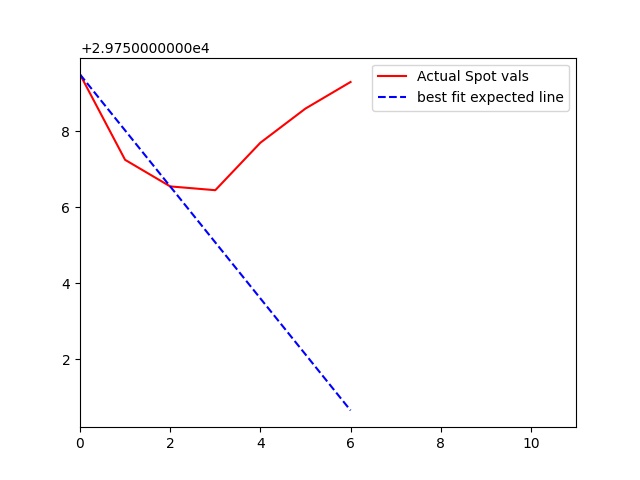 +2.9750000000e4
Actual Spot vals
best fit expected line
8
6
4
2
0 2 4 6 8 10